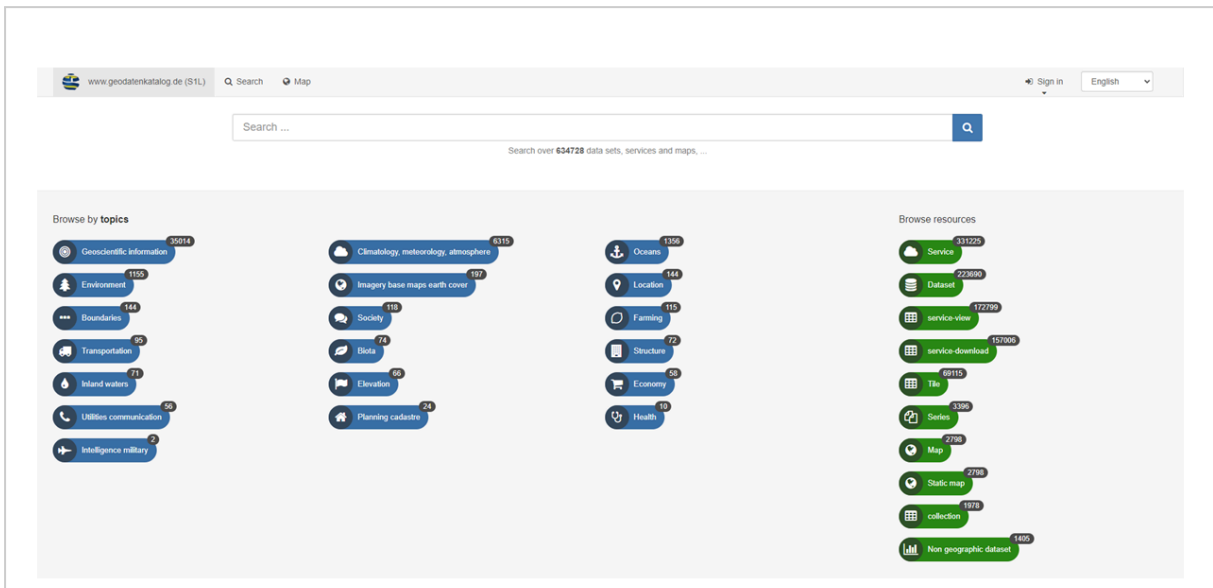 www.geodatenkatalog.de (S1L) Search Map Sign in English
Search ...
Search over 634728 data sets, services and maps, ...
Browse by topics
Geoscientific information 35014
Climatology, meteorology, atmosphere 6315
Oceans 1356
Environment 1155
Imagery base maps earth cover 197
Location 144
Boundaries 144
Society 118
Farming 115
Transportation 95
Biota 74
Structure 72
Inland waters 71
Elevation 66
Economy 58
Utilities communication 56
Planning cadastre 24
Health 10
Intelligence military 2
Browse resources
Service 331225
Dataset 223690
service-view 172799
service-download 157006
Tile 69115
Series 3396
Map 2798
Static map 2798
collection 1978
Non geographic dataset 1405